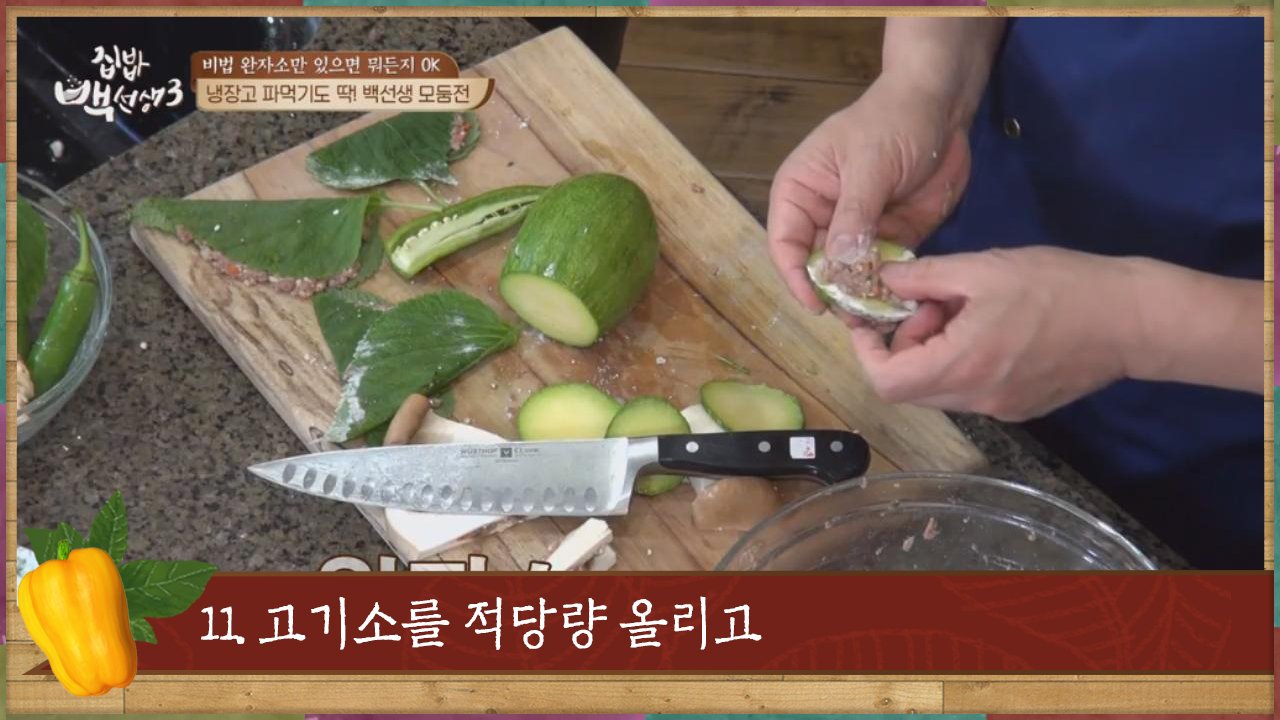 집밥
백선생3
비법 완자소만 있으면 뭐든지 OK
냉장고 파먹기도 딱! 백선생 모둠전
WÜSTHOF
11. 고기소를 적당량 올리고